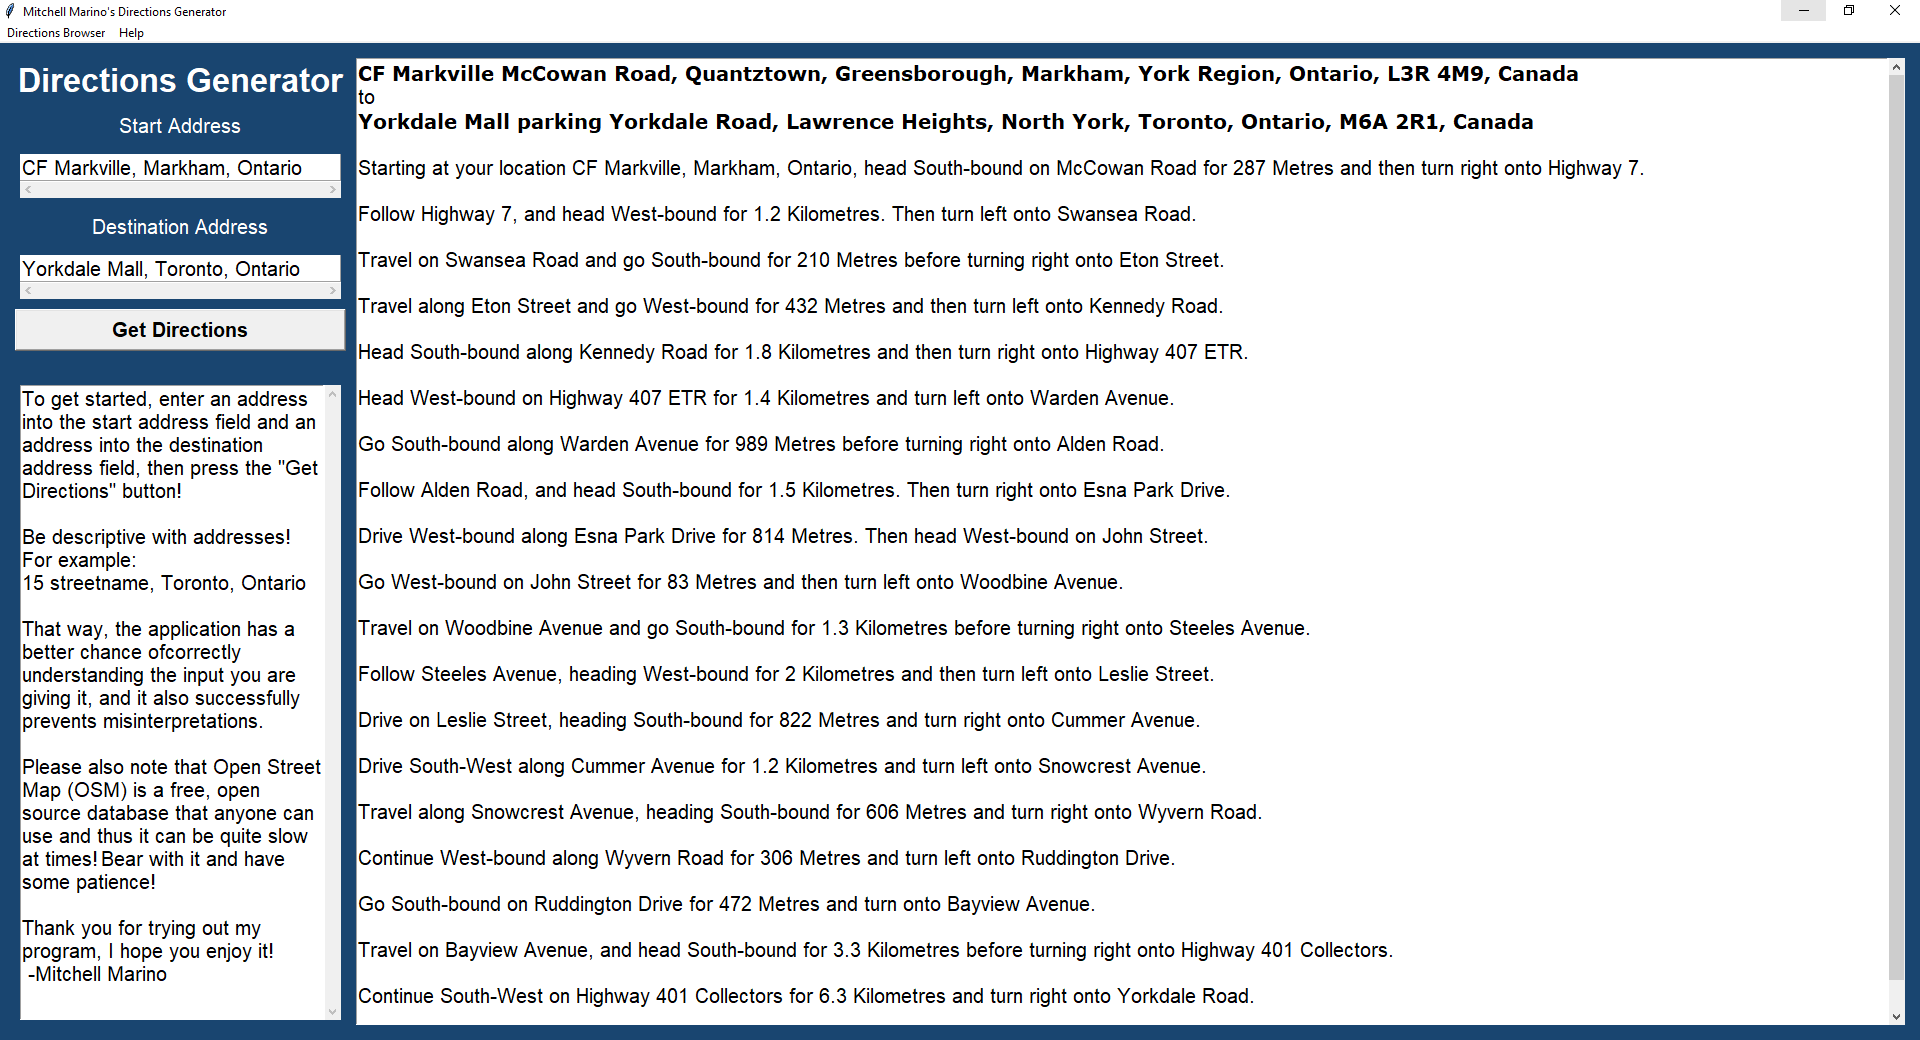 Mitchell Marino's Directions Generator
Directions Browser Help
Directions Generator
Start Address
CF Markville, Markham, Ontario
Destination Address
Yorkdale Mall, Toronto, Ontario
Get Directions
To get started, enter an address
into the start address field and an
address into the destination
address field, then press the "Get
Directions" button!
Be descriptive with addresses!
For example:
15 streetname, Toronto, Ontario
That way, the application has a
better chance ofcorrectly
understanding the input you are
giving it, and it also successfully
prevents misinterpretations.
Please also note that Open Street
Map (OSM) is a free, open
source database that anyone can
use and thus it can be quite slow
at times! Bear with it and have
some patience!
Thank you for trying out my
program, I hope you enjoy it!
-Mitchell Marino
CF Markville McCowan Road, Quantztown, Greensborough, Markham, York Region, Ontario, L3R 4M9, Canada
to
Yorkdale Mall parking Yorkdale Road, Lawrence Heights, North York, Toronto, Ontario, M6A 2R1, Canada
Starting at your location CF Markville, Markham, Ontario, head South-bound on McCowan Road for 287 Metres and then turn right onto Highway 7.
Follow Highway 7, and head West-bound for 1.2 Kilometres. Then turn left onto Swansea Road.
Travel on Swansea Road and go South-bound for 210 Metres before turning right onto Eton Street.
Travel along Eton Street and go West-bound for 432 Metres and then turn left onto Kennedy Road.
Head South-bound along Kennedy Road for 1.8 Kilometres and then turn right onto Highway 407 ETR.
Head West-bound on Highway 407 ETR for 1.4 Kilometres and turn left onto Warden Avenue.
Go South-bound along Warden Avenue for 989 Metres before turning right onto Alden Road.
Follow Alden Road, and head South-bound for 1.5 Kilometres. Then turn right onto Esna Park Drive.
Drive West-bound along Esna Park Drive for 814 Metres. Then head West-bound on John Street.
Go West-bound on John Street for 83 Metres and then turn left onto Woodbine Avenue.
Travel on Woodbine Avenue and go South-bound for 1.3 Kilometres before turning right onto Steeles Avenue.
Follow Steeles Avenue, heading West-bound for 2 Kilometres and then turn left onto Leslie Street.
Drive on Leslie Street, heading South-bound for 822 Metres and turn right onto Cummer Avenue.
Drive South-West along Cummer Avenue for 1.2 Kilometres and turn left onto Snowcrest Avenue.
Travel along Snowcrest Avenue, heading South-bound for 606 Metres and turn right onto Wyvern Road.
Continue West-bound along Wyvern Road for 306 Metres and turn left onto Ruddington Drive.
Go South-bound on Ruddington Drive for 472 Metres and turn onto Bayview Avenue.
Travel on Bayview Avenue, and head South-bound for 3.3 Kilometres before turning right onto Highway 401 Collectors.
Continue South-West on Highway 401 Collectors for 6.3 Kilometres and turn right onto Yorkdale Road.